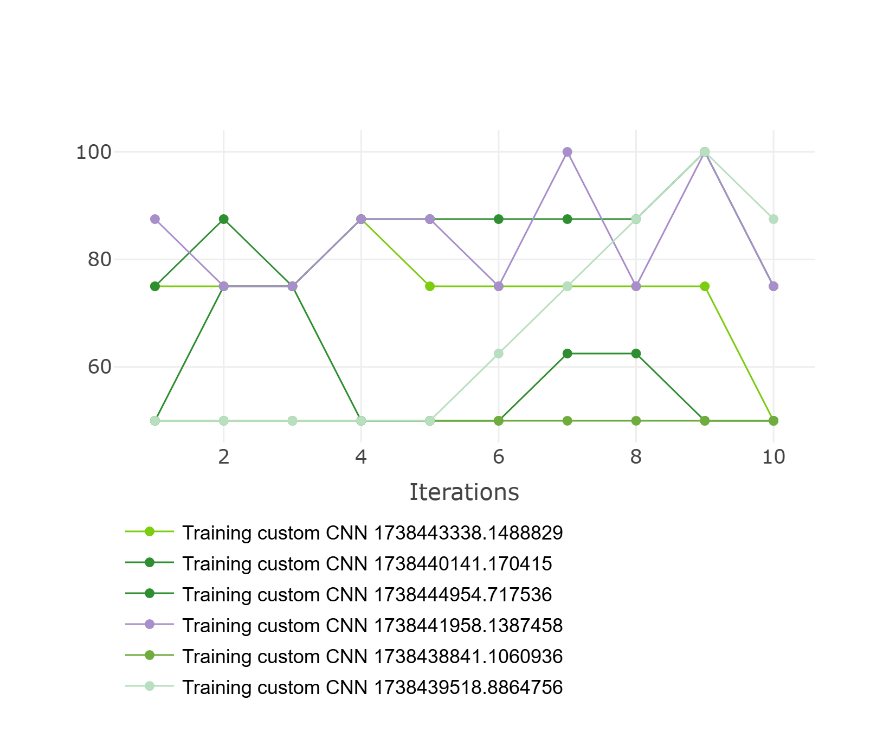 100
80
60
2 4 6 8 10
Iterations
Training custom CNN 1738443338.1488829
Training custom CNN 1738440141.170415
Training custom CNN 1738444954.717536
Training custom CNN 1738441958.1387458
Training custom CNN 1738438841.1060936
Training custom CNN 1738439518.8864756